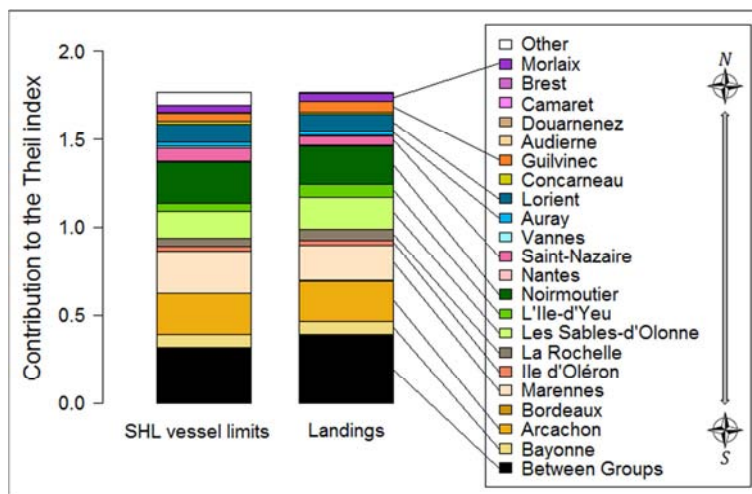 Contribution to the Theil index
2.0
1.5
1.0
0.5
0.0
SHL vessel limits
Landings
Other
Morlaix
Brest
Camaret
Douarnenez
Audierne
Guilvinec
Concarneau
Lorient
Auray
Vannes
Saint-Nazaire
Nantes
Noirmoutier
L'Ile-d'Yeu
Les Sables-d'Olonne
La Rochelle
Ile d'Oléron
Marennes
Bordeaux
Arcachon
Bayonne
Between Groups
N
S